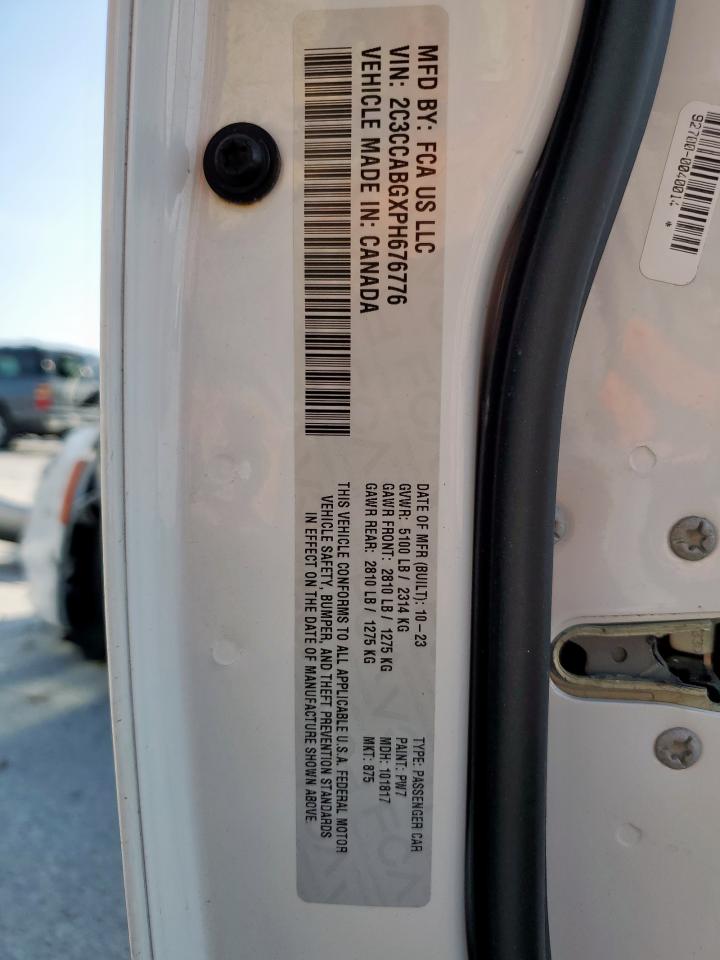 MFD BY: FCA US LLC
VIN: 2C3CCABGXPH676776
VEHICLE MADE IN: CANADA
DATE OF MFR (BUILT): 10-23
GVWR: 5100 LB / 2314 KG
GAWR FRONT: 2810 LB / 1275 KG
GAWR REAR: 2810 LB / 1275 KG
THIS VEHICLE CONFORMS TO ALL APPLICABLE U.S.A. FEDERAL MOTOR
VEHICLE SAFETY, BUMPER, AND THEFT PREVENTION STANDARDS
IN EFFECT ON THE DATE OF MANUFACTURE SHOWN ABOVE.
TYPE: PASSENGER CAR
PAINT: PW7
MDH: 101817
MKT: 875
92700-0040014 *